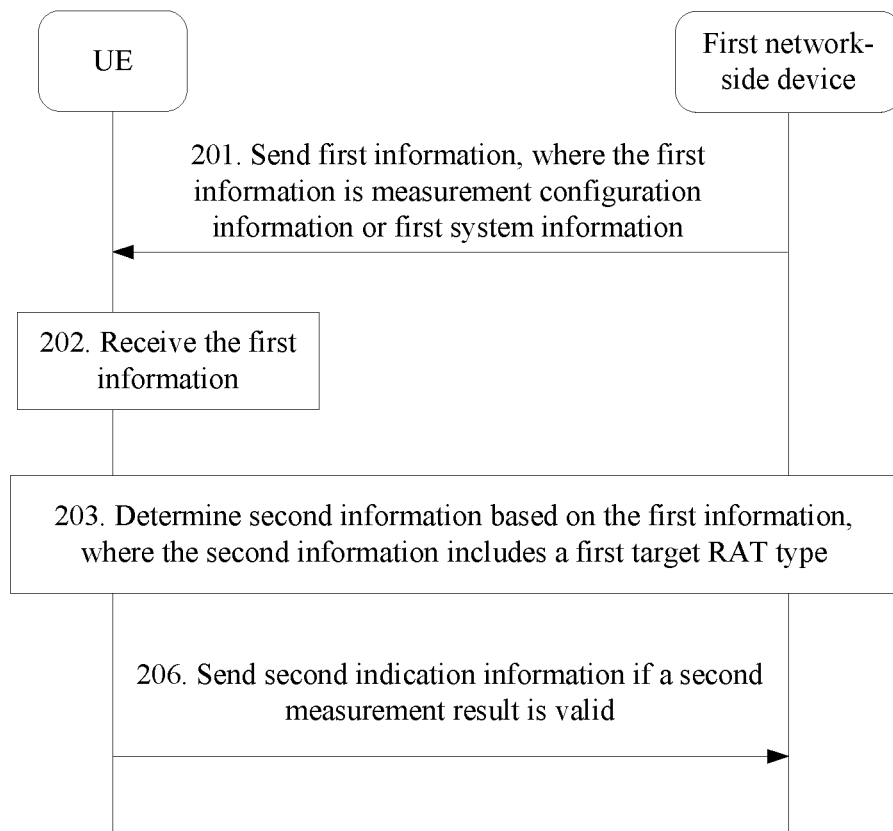 UE
First network-
side device
201. Send first information, where the first
information is measurement configuration
information or first system information
202. Receive the first
information
203. Determine second information based on the first information,
where the second information includes a first target RAT type
206. Send second indication information if a second
measurement result is valid